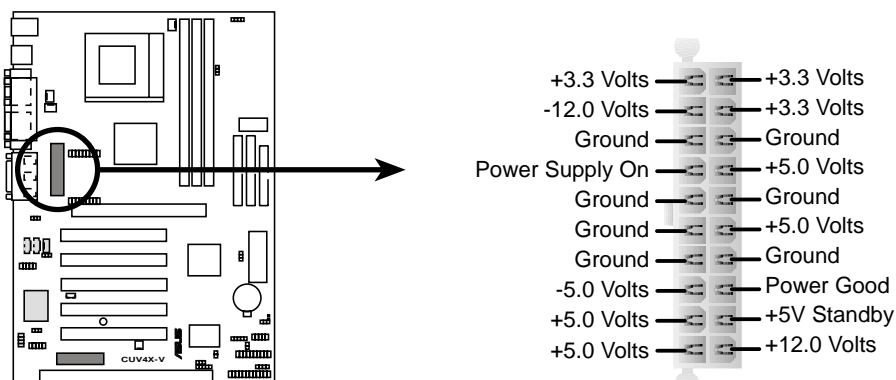 +3.3 Volts +3.3 Volts
-12.0 Volts +3.3 Volts
Ground Ground
Power Supply On +5.0 Volts
Ground Ground
Ground +5.0 Volts
Ground Ground
-5.0 Volts Power Good
+5.0 Volts +5V Standby
+5.0 Volts +12.0 Volts
CUV4X-V
ASUS